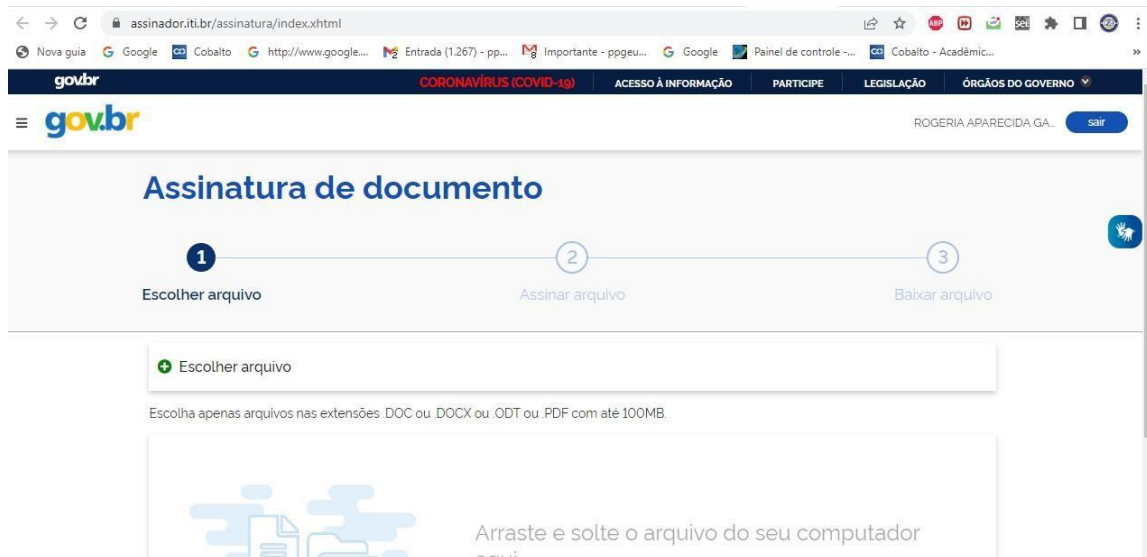 assinador.iti.br/assinatura/index.xhtml
Nova guia Google Cobalto http://www.google.... Entrada (1.267) - pp... Importante - ppgeu... Google Painel de controle -... Cobalto - Acadêmic... »
gov.br CORONAVÍRUS (COVID-19) ACESSO À INFORMAÇÃO PARTICIPE LEGISLAÇÃO ÓRGÃOS DO GOVERNO
gov.br ROGERIA APARECIDA GA... sair
Assinatura de documento
1 2 3
Escolher arquivo Assinar arquivo Baixar arquivo
Escolher arquivo
Escolha apenas arquivos nas extensões .DOC ou .DOCX ou .ODT ou .PDF com até 100MB.
Arraste e solte o arquivo do seu computador